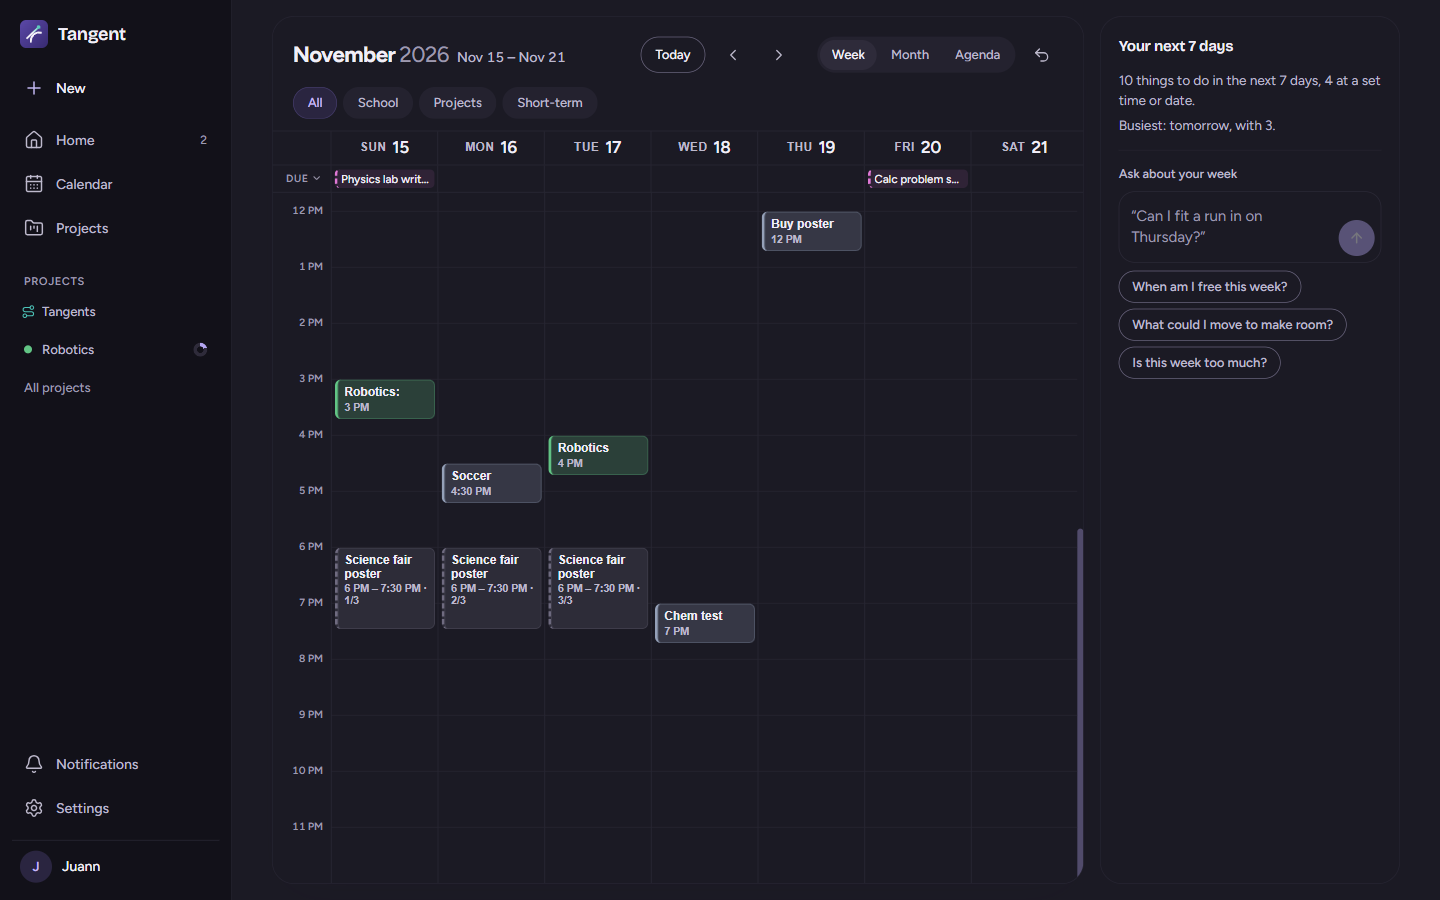 Tangent
New
Home 2
Calendar
Projects
PROJECTS
Tangents
Robotics
All projects
Notifications
Settings
J Juann
November 2026 Nov 15 – Nov 21
Today
Week Month Agenda
All School Projects Short-term
SUN 15 MON 16 TUE 17 WED 18 THU 19 FRI 20 SAT 21
DUE Physics lab writ... Calc problem s...
12 PM
1 PM
2 PM
3 PM
4 PM
5 PM
6 PM
7 PM
8 PM
9 PM
10 PM
11 PM
Buy poster
12 PM
Robotics:
3 PM
Robotics
4 PM
Soccer
4:30 PM
Science fair
poster
6 PM – 7:30 PM ·
1/3
Science fair
poster
6 PM – 7:30 PM ·
2/3
Science fair
poster
6 PM – 7:30 PM ·
3/3
Chem test
7 PM
Your next 7 days
10 things to do in the next 7 days, 4 at a set
time or date.
Busiest: tomorrow, with 3.
Ask about your week
“Can I fit a run in on
Thursday?”
When am I free this week?
What could I move to make room?
Is this week too much?